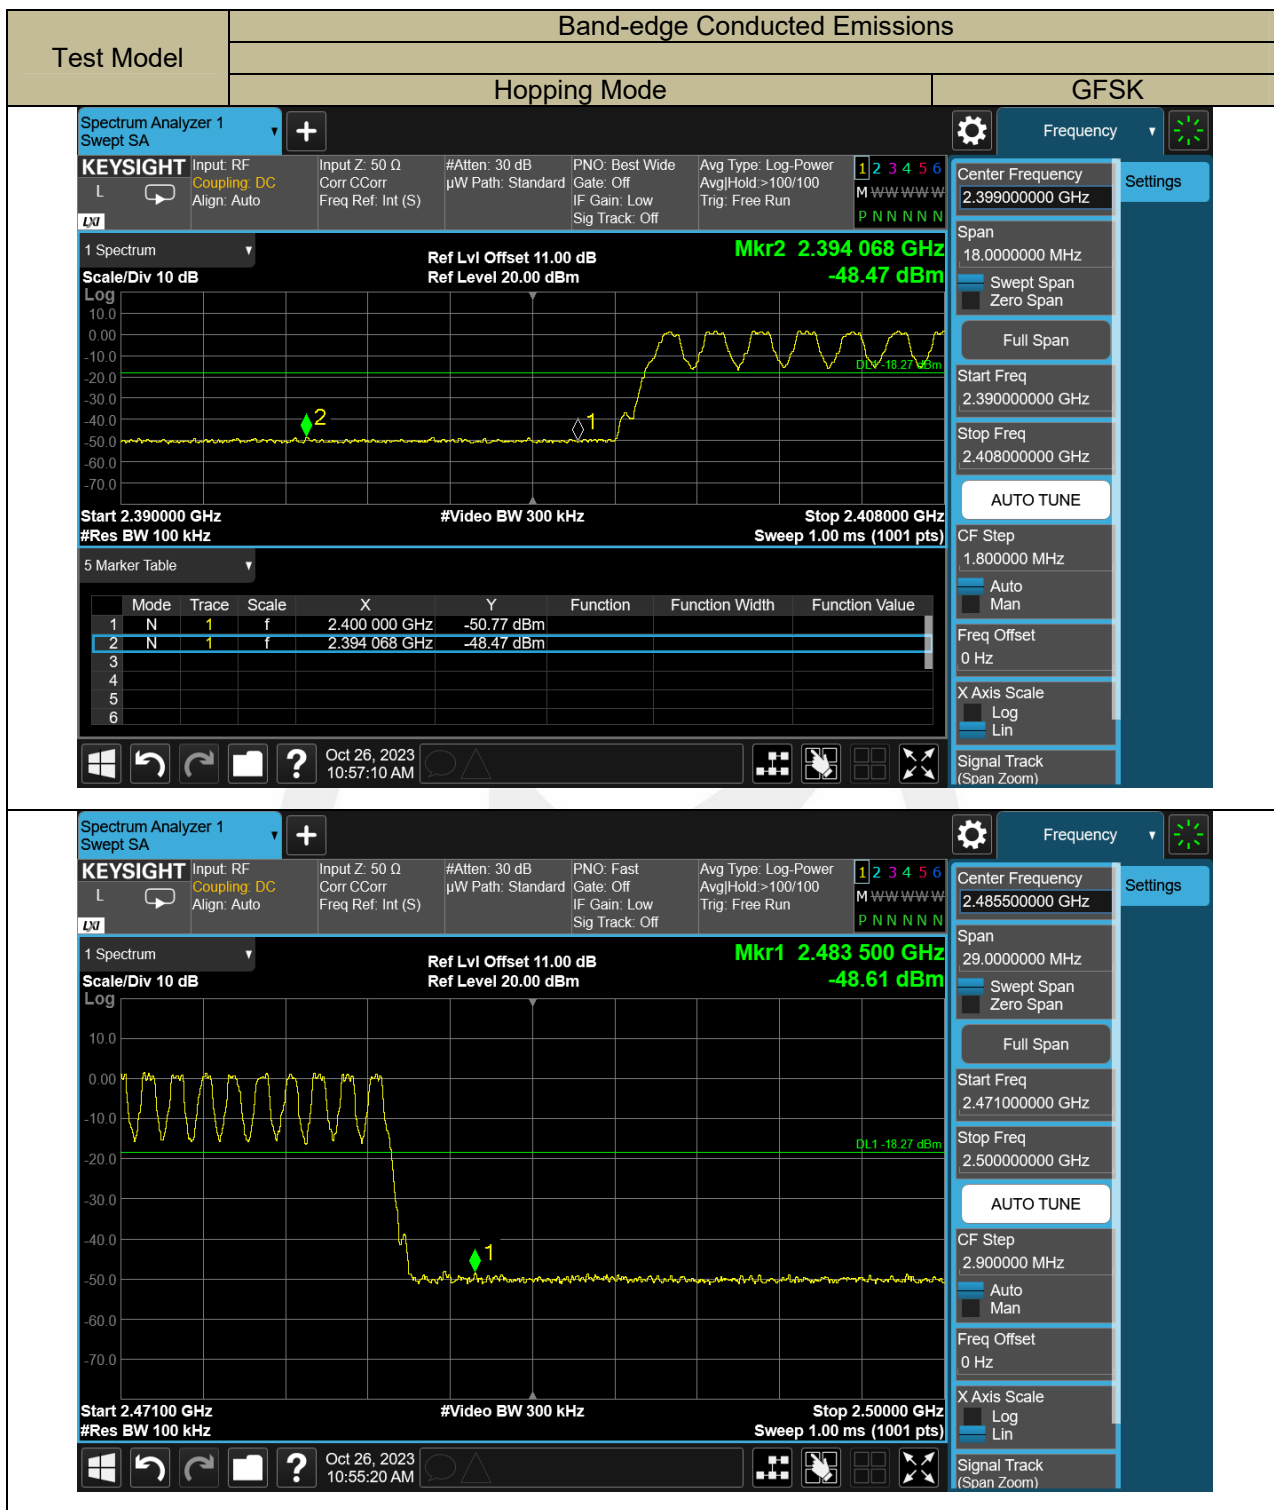 Band-edge Conducted Emissions
Test Model
Hopping Mode GFSK
Spectrum Analyzer 1
Swept SA
+
Frequency
KEYSIGHT Input: RF Input Z: 50 Ω #Atten: 30 dB PNO: Best Wide Avg Type: Log-Power 1 2 3 4 5 6
L Coupling: DC Corr CCorr µW Path: Standard Gate: Off Avg|Hold:>100/100 M W W W W W
Align: Auto Freq Ref: Int (S) IF Gain: Low Trig: Free Run
LXI Sig Track: Off P N N N N N
Center Frequency
2.399000000 GHz
Settings
1 Spectrum
Ref Lvl Offset 11.00 dB
Mkr2 2.394 068 GHz
Scale/Div 10 dB Ref Level 20.00 dBm -48.47 dBm
Log
10.0
0.00
-10.0
-20.0
-30.0
-40.0
-50.0
-60.0
-70.0
DL1 -18.27 dBm
2
1
Start 2.390000 GHz #Video BW 300 kHz Stop 2.408000 GHz
#Res BW 100 kHz Sweep 1.00 ms (1001 pts)
Span
18.0000000 MHz
Swept Span
Zero Span
Full Span
Start Freq
2.390000000 GHz
Stop Freq
2.408000000 GHz
AUTO TUNE
CF Step
1.800000 MHz
Auto
Man
Freq Offset
0 Hz
X Axis Scale
Log
Lin
Signal Track
(Span Zoom)
5 Marker Table
Mode Trace Scale X Y Function Function Width Function Value
1 N 1 f 2.400 000 GHz -50.77 dBm
2 N 1 f 2.394 068 GHz -48.47 dBm
3
4
5
6
?
Oct 26, 2023
10:57:10 AM
Spectrum Analyzer 1
Swept SA
+
Frequency
KEYSIGHT Input: RF Input Z: 50 Ω #Atten: 30 dB PNO: Fast Avg Type: Log-Power 1 2 3 4 5 6
L Coupling: DC Corr CCorr µW Path: Standard Gate: Off Avg|Hold:>100/100 M W W W W W
Align: Auto Freq Ref: Int (S) IF Gain: Low Trig: Free Run
LXI Sig Track: Off P N N N N N
Center Frequency
2.485500000 GHz
Settings
1 Spectrum
Ref Lvl Offset 11.00 dB
Mkr1 2.483 500 GHz
Scale/Div 10 dB Ref Level 20.00 dBm -48.61 dBm
Log
10.0
0.00
-10.0
-20.0
-30.0
-40.0
-50.0
-60.0
-70.0
DL1 -18.27 dBm
1
Start 2.47100 GHz #Video BW 300 kHz Stop 2.50000 GHz
#Res BW 100 kHz Sweep 1.00 ms (1001 pts)
Span
29.0000000 MHz
Swept Span
Zero Span
Full Span
Start Freq
2.471000000 GHz
Stop Freq
2.500000000 GHz
AUTO TUNE
CF Step
2.900000 MHz
Auto
Man
Freq Offset
0 Hz
X Axis Scale
Log
Lin
Signal Track
(Span Zoom)
?
Oct 26, 2023
10:55:20 AM